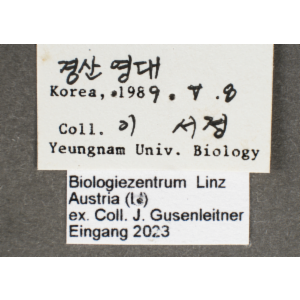 경산 영대
Korea, .1989. 8
Coll. 이 서정
Yeungnam Univ. Biology
Biologiezentrum Linz
Austria
ex. Coll. J. Gusenleitner
Eingang 2023